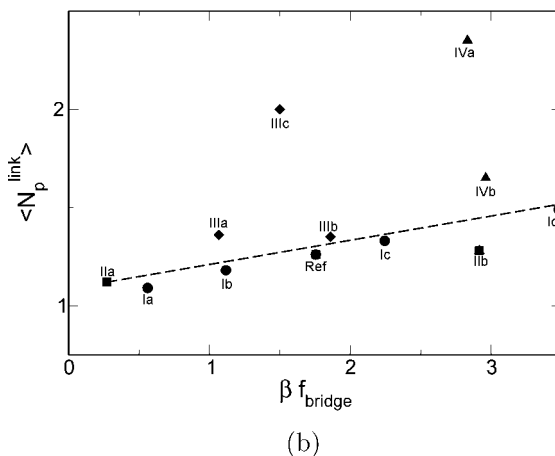 2
1
0
1
2
3
<N_p^link>
β f_bridge
IVa
IIIc
IVb
IIIa
IIIb
IIa
Ia
Ib
Ref
Ic
IIb
(b)